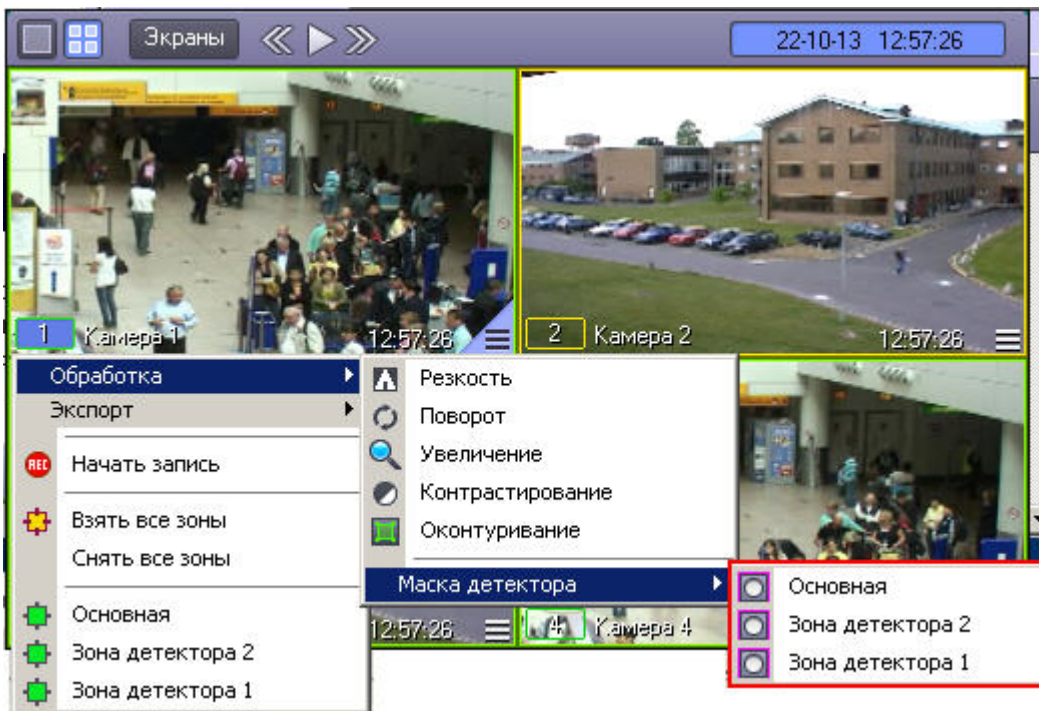 Экраны
22-10-13 12:57:26
1 Камера 1 12:57:26
2 Камера 2 12:57:26
Обработка
Экспорт
REC Начать запись
Взять все зоны
Снять все зоны
Основная
Зона детектора 2
Зона детектора 1
Резкость
Поворот
Увеличение
Контрастирование
Оконтуривание
Маска детектора
Основная
Зона детектора 2
Зона детектора 1
12:57:26
4 Камера 4